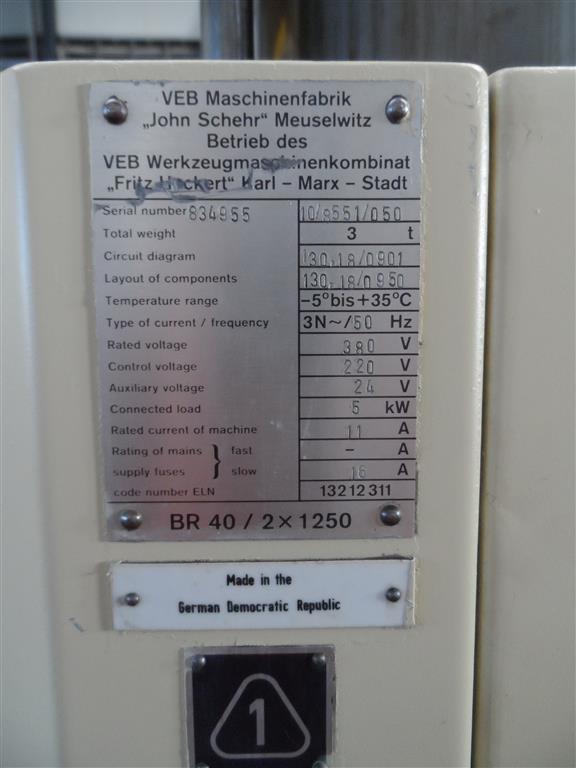 VEB Maschinenfabrik
„John Schehr" Meuselwitz
Betrieb des
VEB Werkzeugmaschinenkombinat
„Fritz Heckert" Karl – Marx – Stadt
Serial number 834955 10/8551/050
Total weight 3 t
Circuit diagram 130.18/0901
Layout of components 130.18/0950
Temperature range –5° bis +35°C
Type of current / frequency 3N~/50 Hz
Rated voltage 380 V
Control voltage 220 V
Auxiliary voltage 24 V
Connected load 5 kW
Rated current of machine 11 A
Rating of mains } fast – A
supply fuses slow 16 A
code number ELN 132 12 311
BR 40 / 2 × 1250
Made in the
German Democratic Republic
1